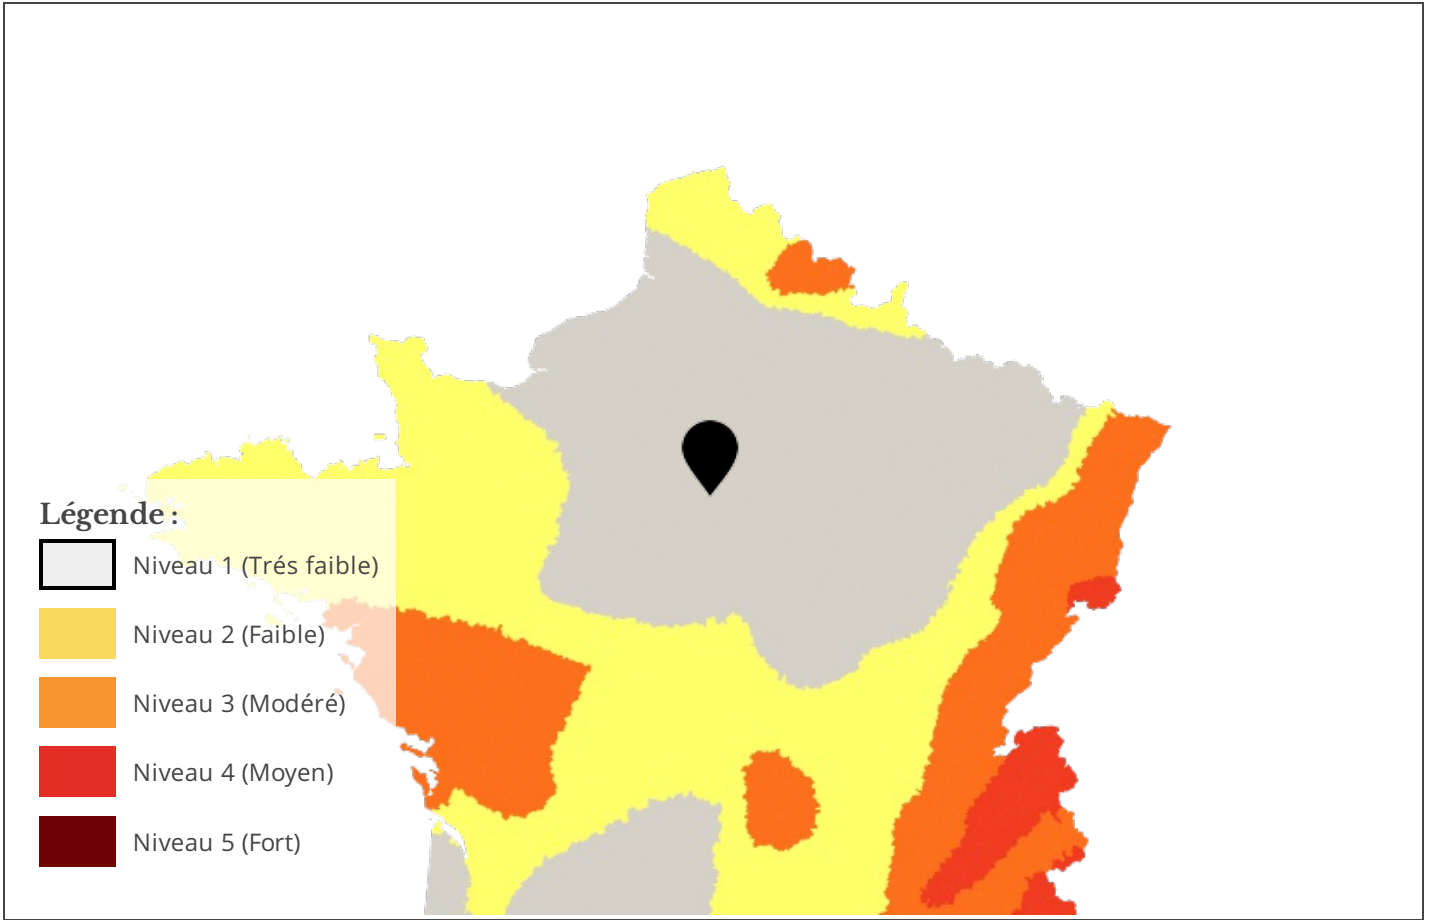 Légende :
Niveau 1 (Trés faible)
Niveau 2 (Faible)
Niveau 3 (Modéré)
Niveau 4 (Moyen)
Niveau 5 (Fort)